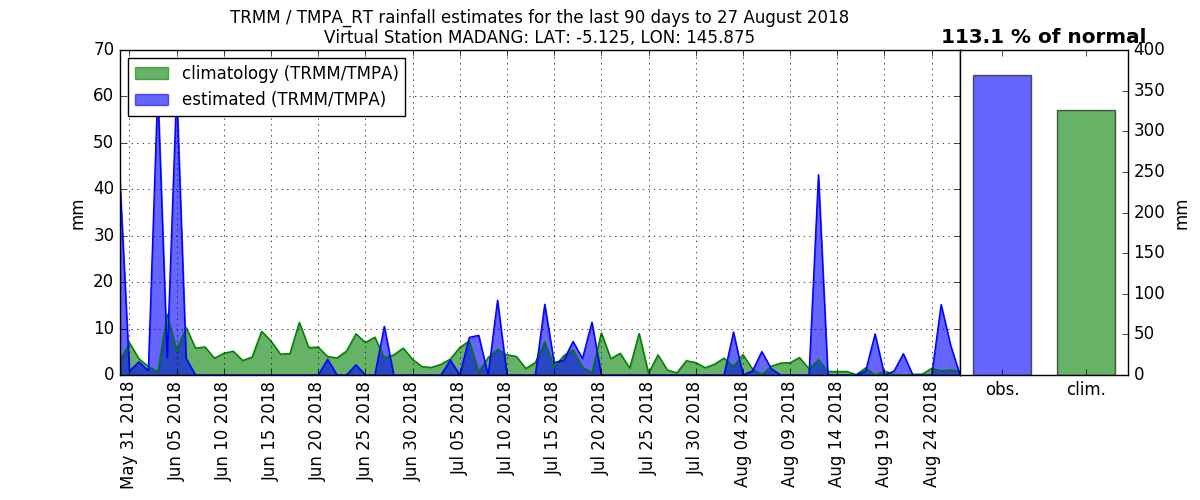 TRMM / TMPA_RT rainfall estimates for the last 90 days to 27 August 2018
Virtual Station MADANG: LAT: -5.125, LON: 145.875
113.1 % of normal
climatology (TRMM/TMPA)
estimated (TRMM/TMPA)
70
60
50
40
30
20
10
0
mm
May 31 2018
Jun 05 2018
Jun 10 2018
Jun 15 2018
Jun 20 2018
Jun 25 2018
Jun 30 2018
Jul 05 2018
Jul 10 2018
Jul 15 2018
Jul 20 2018
Jul 25 2018
Jul 30 2018
Aug 04 2018
Aug 09 2018
Aug 14 2018
Aug 19 2018
Aug 24 2018
obs.
clim.
400
350
300
250
200
150
100
50
0
mm